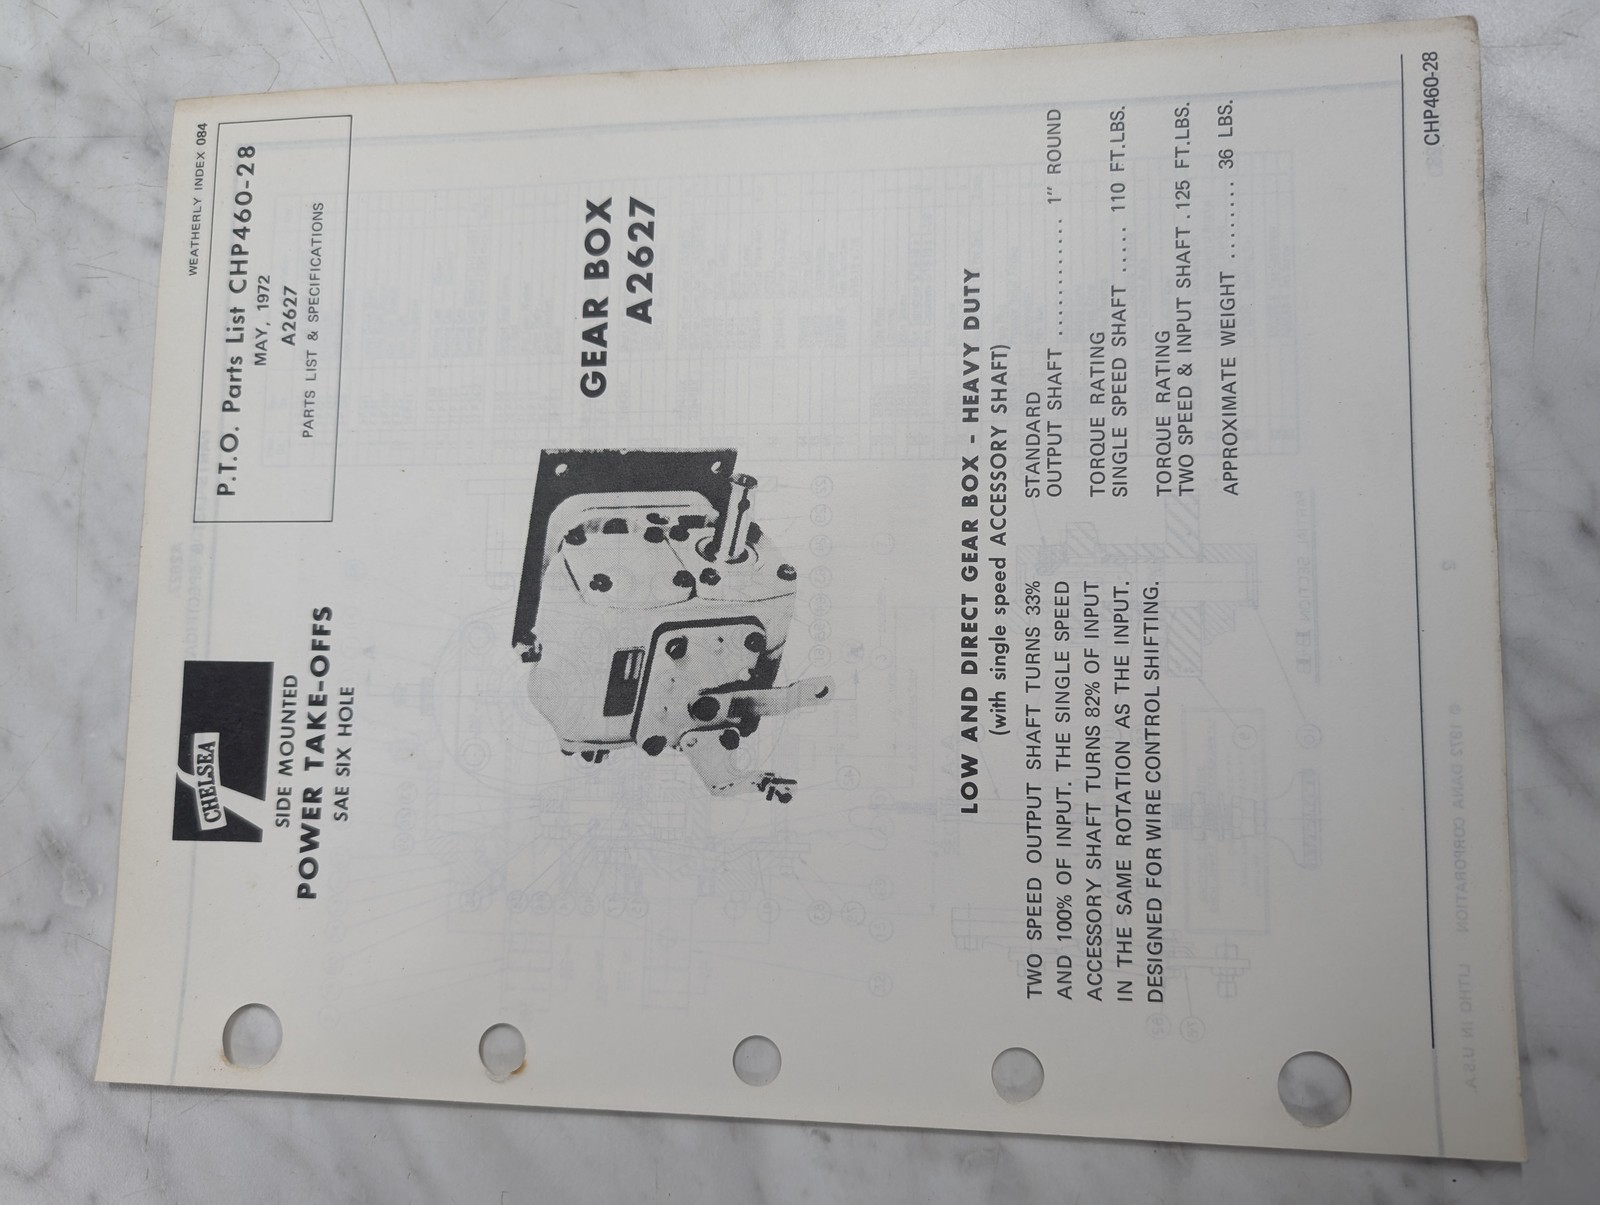 WEATHERLY INDEX 084
CHELSEA
P.T.O. Parts List CHP460-28
MAY, 1972
A2627
PARTS LIST & SPECIFICATIONS
SIDE MOUNTED
POWER TAKE-OFFS
SAE SIX HOLE
GEAR BOX
A2627
LOW AND DIRECT GEAR BOX - HEAVY DUTY
(with single speed ACCESSORY SHAFT)
TWO SPEED OUTPUT SHAFT TURNS 33%
AND 100% OF INPUT. THE SINGLE SPEED
ACCESSORY SHAFT TURNS 82% OF INPUT
IN THE SAME ROTATION AS THE INPUT.
DESIGNED FOR WIRE CONTROL SHIFTING.
STANDARD
OUTPUT SHAFT ............ 1" ROUND
TORQUE RATING
SINGLE SPEED SHAFT ..... 110 FT.LBS.
TORQUE RATING
TWO SPEED & INPUT SHAFT .125 FT.LBS.
APPROXIMATE WEIGHT ........ 36 LBS.
CHP460-28
© 1972 DANA CORPORATION
LITHO IN U.S.A.